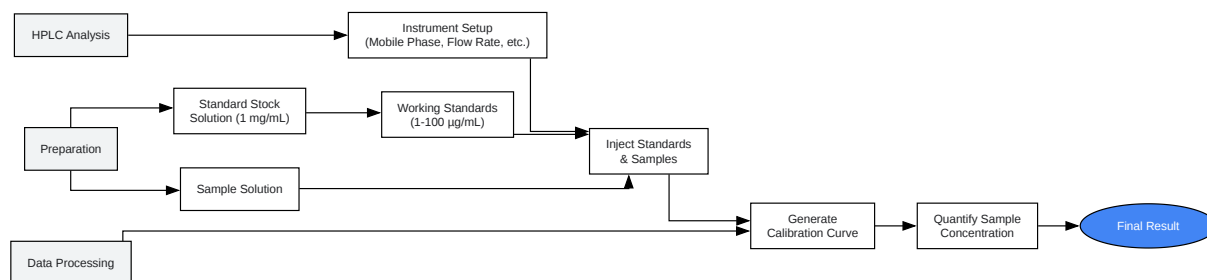 HPLC Analysis
Instrument Setup
(Mobile Phase, Flow Rate, etc.)
Standard Stock
Solution (1 mg/mL)
Working Standards
(1-100 µg/mL)
Preparation
Inject Standards
& Samples
Sample Solution
Generate
Calibration Curve
Quantify Sample
Concentration
Final Result
Data Processing